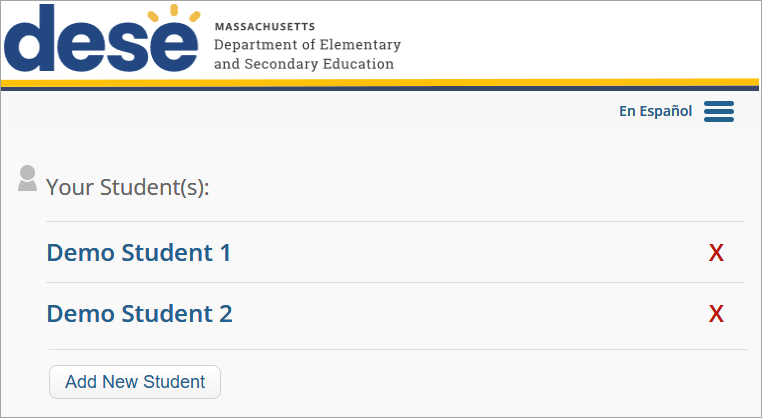 dese
MASSACHUSETTS
Department of Elementary
and Secondary Education
En Español
Your Student(s):
Demo Student 1 X
Demo Student 2 X
Add New Student